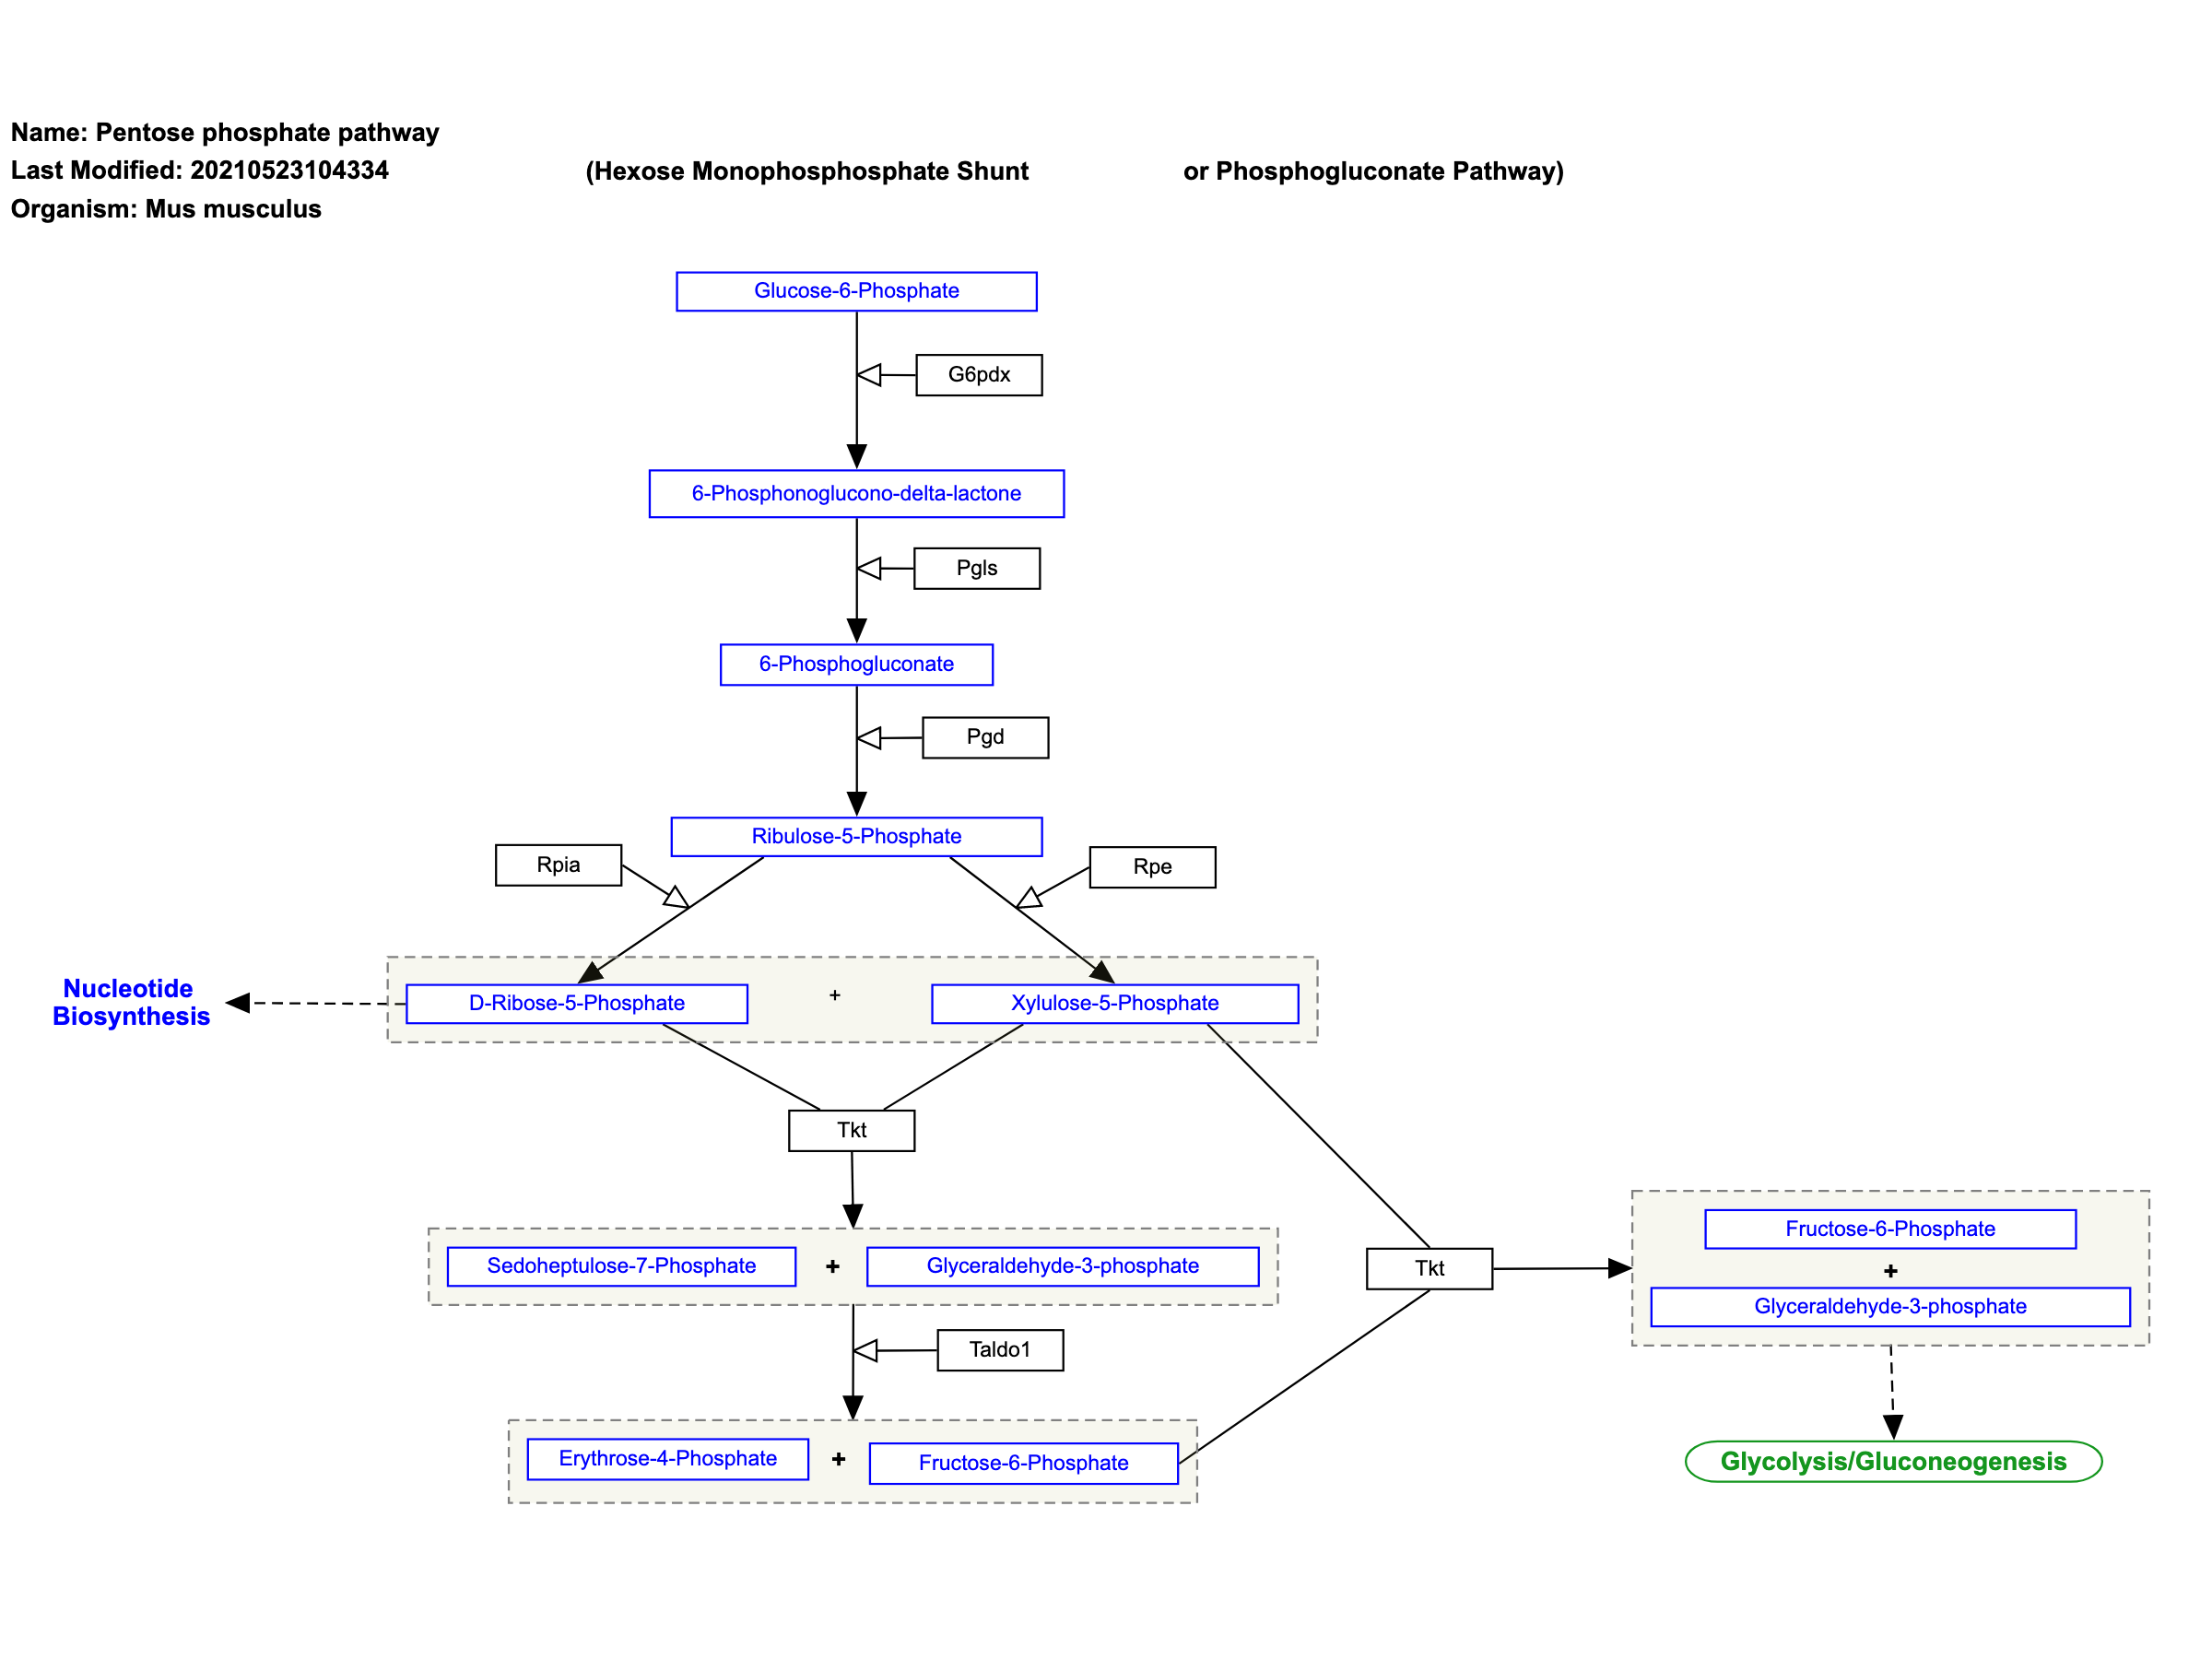 Name: Pentose phosphate pathway
Last Modified: 20210523104334
(Hexose Monophosphosphate Shunt
or Phosphogluconate Pathway)
Organism: Mus musculus
Glucose-6-Phosphate
G6pdx
6-Phosphonoglucono-delta-lactone
Pgls
6-Phosphogluconate
Pgd
Ribulose-5-Phosphate
Rpia
Rpe
Nucleotide
Biosynthesis
D-Ribose-5-Phosphate
+
Xylulose-5-Phosphate
Tkt
Sedoheptulose-7-Phosphate
+
Glyceraldehyde-3-phosphate
Tkt
Fructose-6-Phosphate
+
Glyceraldehyde-3-phosphate
Taldo1
Erythrose-4-Phosphate
+
Fructose-6-Phosphate
Glycolysis/Gluconeogenesis